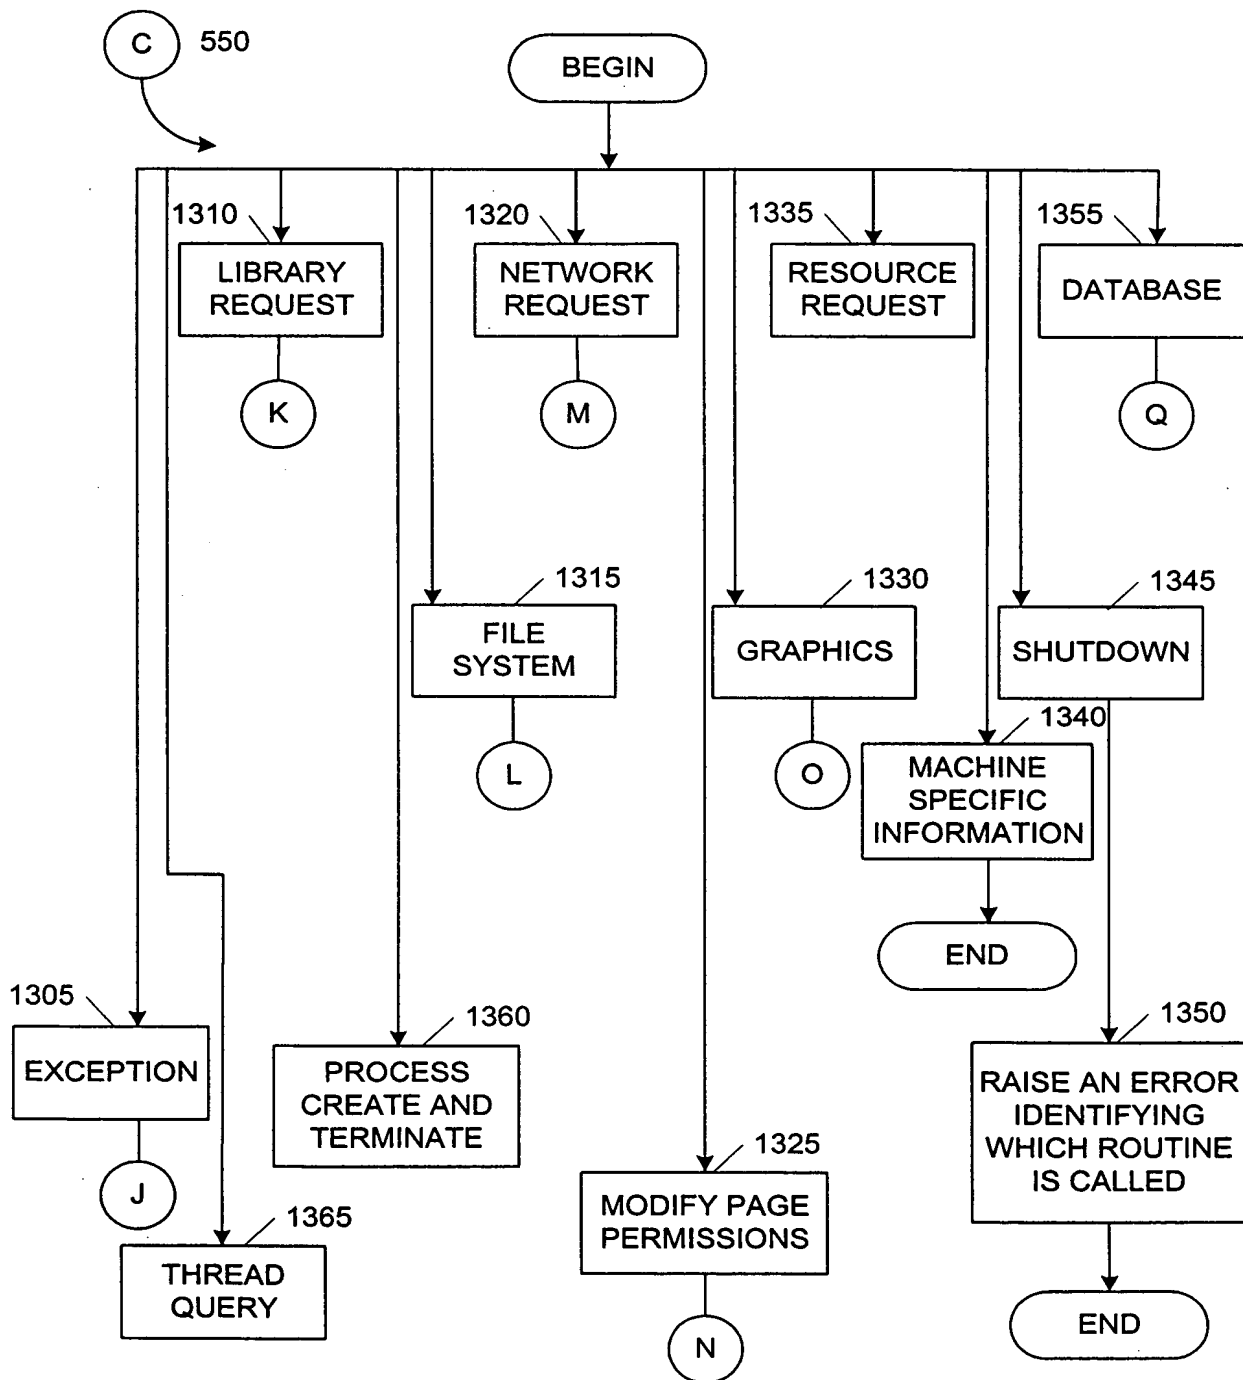 C
550
BEGIN
1310
1320
1335
1355
LIBRARY
REQUEST
NETWORK
REQUEST
RESOURCE
REQUEST
DATABASE
K
M
Q
1315
1330
1345
FILE
SYSTEM
GRAPHICS
SHUTDOWN
1340
L
O
MACHINE
SPECIFIC
INFORMATION
END
1305
1360
1350
EXCEPTION
PROCESS
CREATE AND
TERMINATE
RAISE AN ERROR
IDENTIFYING
WHICH ROUTINE
IS CALLED
1325
J
MODIFY PAGE
PERMISSIONS
1365
THREAD
QUERY
N
END